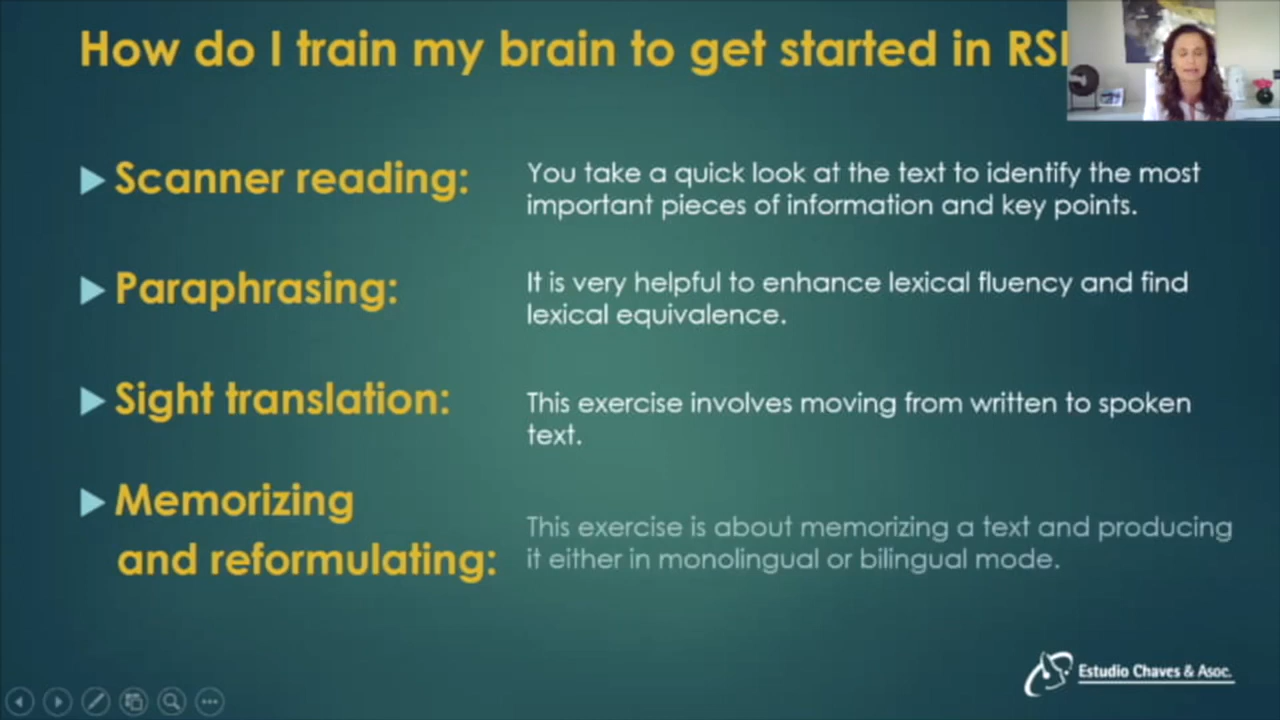 How do I train my brain to get started in RSI
Scanner reading:
You take a quick look at the text to identify the most
important pieces of information and key points.
Paraphrasing:
It is very helpful to enhance lexical fluency and find
lexical equivalence.
Sight translation:
This exercise involves moving from written to spoken
text.
Memorizing
and reformulating:
This exercise is about memorizing a text and producing
it either in monolingual or bilingual mode.
Estudio Chaves & Asoc.